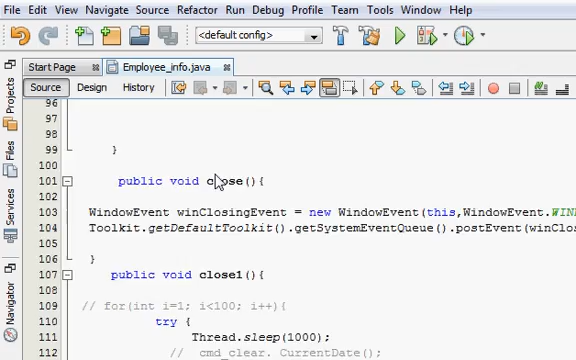 File Edit View Navigate Source Refactor Run Debug Profile Team Tools Window
<default config>
Start Page Employee_info.java
Source Design History
Projects
Files
Services
Navigator
96
97
98
99 }
100
101 public void close(){
102
103 WindowEvent winClosingEvent = new WindowEvent(this,WindowEvent.WIN
104 Toolkit.getDefaultToolkit().getSystemEventQueue().postEvent(winClos
105
106 }
107 public void close1(){
108
109 // for(int i=1; i<100; i++){
110 try {
111 Thread.sleep(1000);
112 // cmd_clear. CurrentDate();